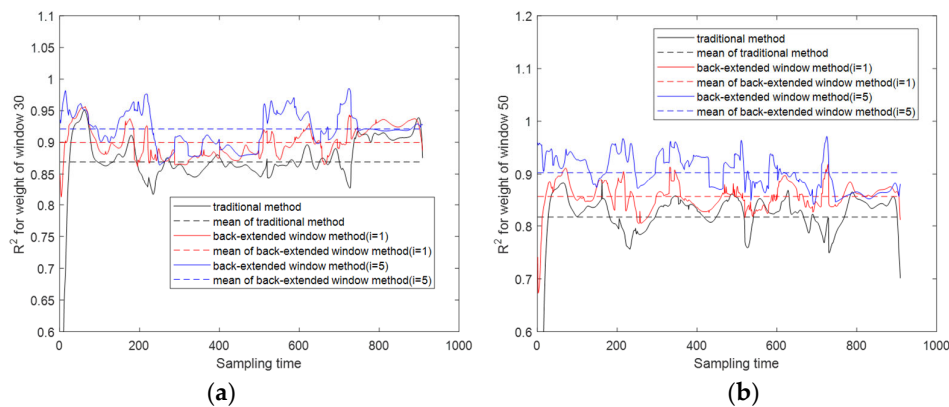 1.1
1.05
1
0.95
0.9
0.85
0.8
0.75
0.7
0.65
0.6
R² for weight of window 30
traditional method
mean of traditional method
back-extended window method(i=1)
mean of back-extended window method(i=1)
back-extended window method(i=5)
mean of back-extended window method(i=5)
0 200 400 600 800 1000
Sampling time
(a)
1.2
1.1
1
0.9
0.8
0.7
0.6
R² for weight of window 50
traditional method
mean of traditional method
back-extended window method(i=1)
mean of back-extended window method(i=1)
back-extended window method(i=5)
mean of back-extended window method(i=5)
0 200 400 600 800 1000
Sampling time
(b)